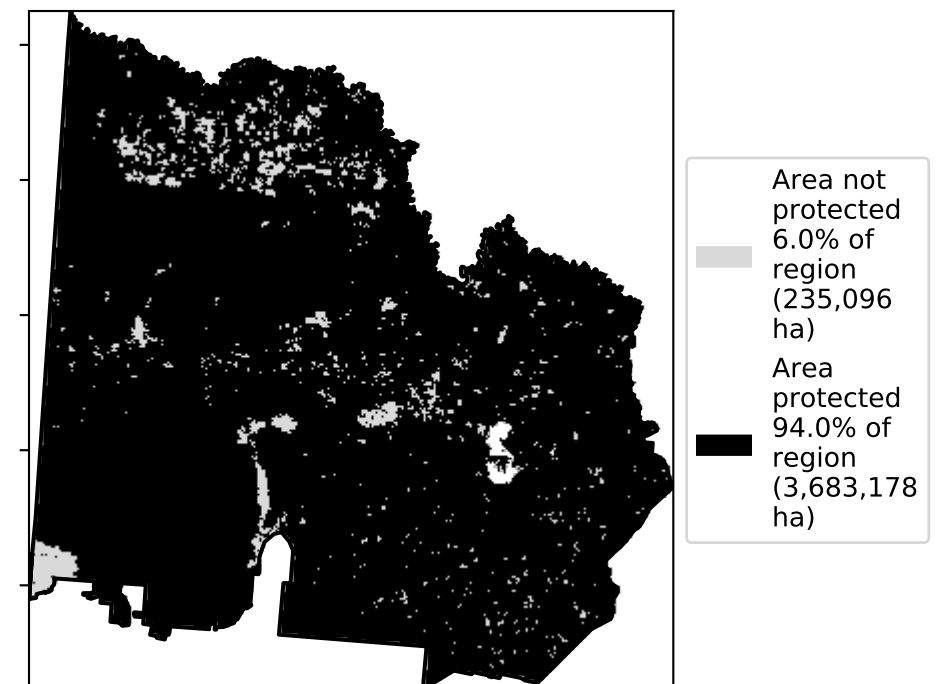 Area not
protected
6.0% of
region
(235,096
ha)
Area
protected
94.0% of
region
(3,683,178
ha)